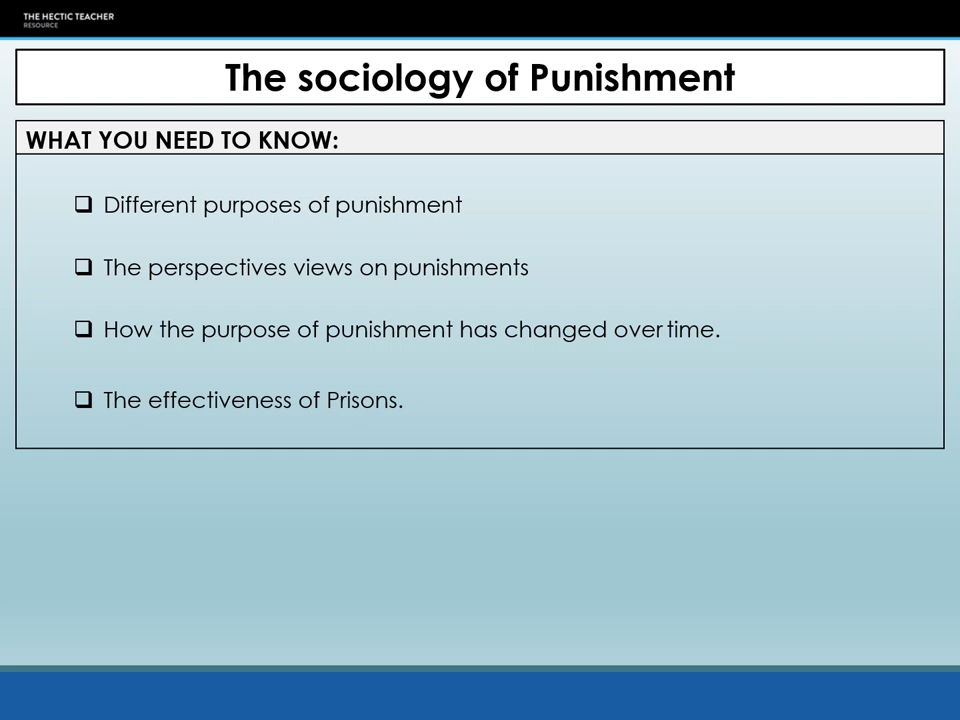 THE HECTIC TEACHER
RESOURCE
The sociology of Punishment
WHAT YOU NEED TO KNOW:
❑ Different purposes of punishment
❑ The perspectives views on punishments
❑ How the purpose of punishment has changed over time.
❑ The effectiveness of Prisons.